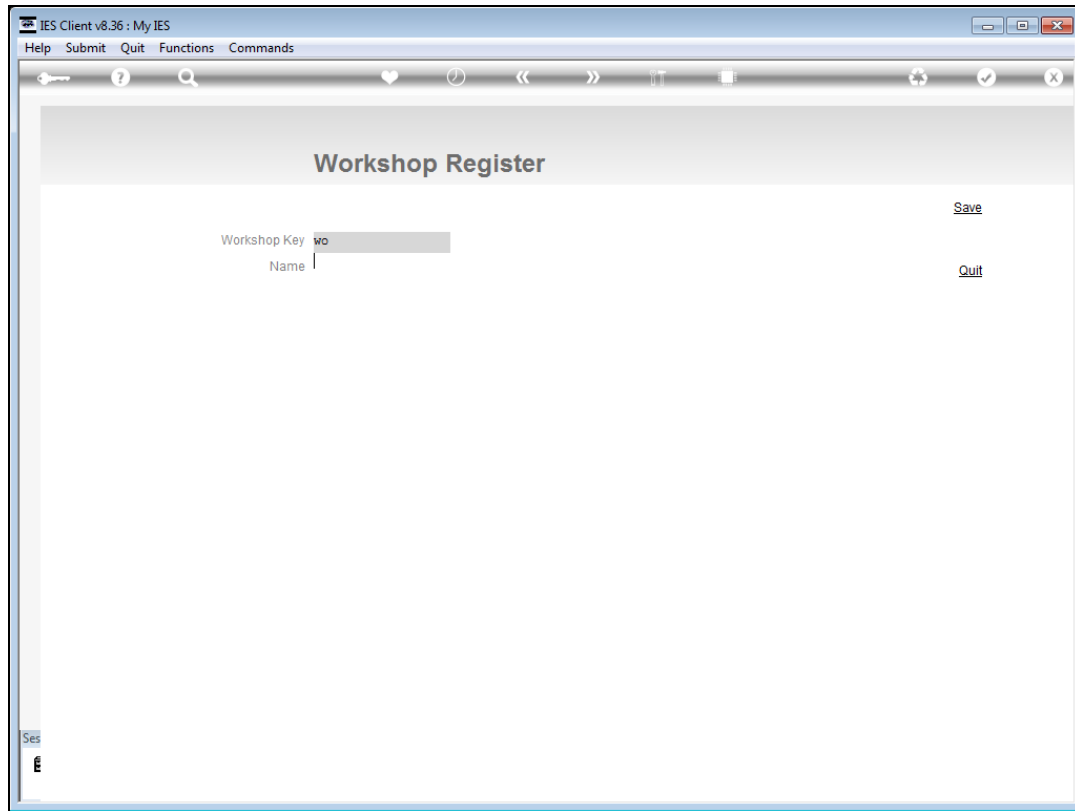 IES Client v8.36 : My IES
Help Submit Quit Functions Commands
Workshop Register
Save
Workshop Key wo
Name
Quit
Ses